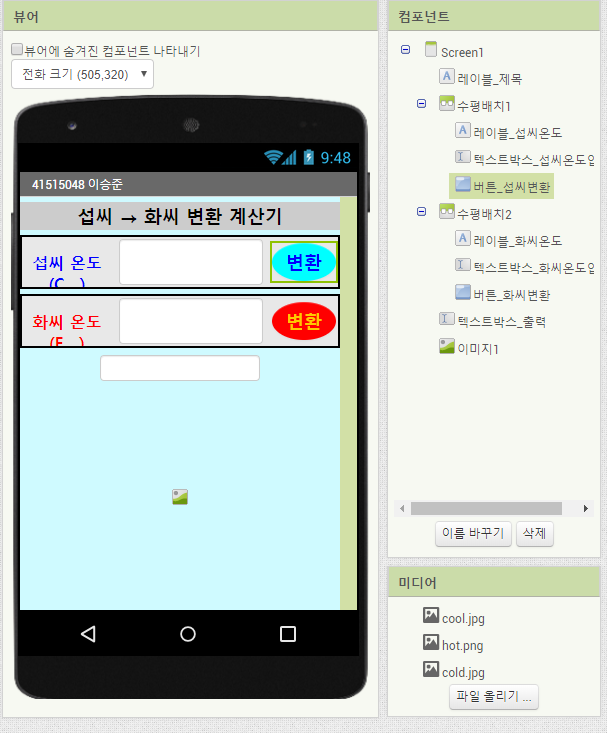 뷰어
뷰어에 숨겨진 컴포넌트 나타내기
전화 크기 (505,320)
9:48
41515048 이승준
섭씨 → 화씨 변환 계산기
섭씨 온도
(C
변환
화씨 온도
(F
변환
컴포넌트
Screen1
레이블_제목
수평배치1
레이블_섭씨온도
텍스트박스_섭씨온도입
버튼_섭씨변환
수평배치2
레이블_화씨온도
텍스트박스_화씨온도입
버튼_화씨변환
텍스트박스_출력
이미지1
이름 바꾸기
삭제
미디어
cool.jpg
hot.png
cold.jpg
파일 올리기 ...